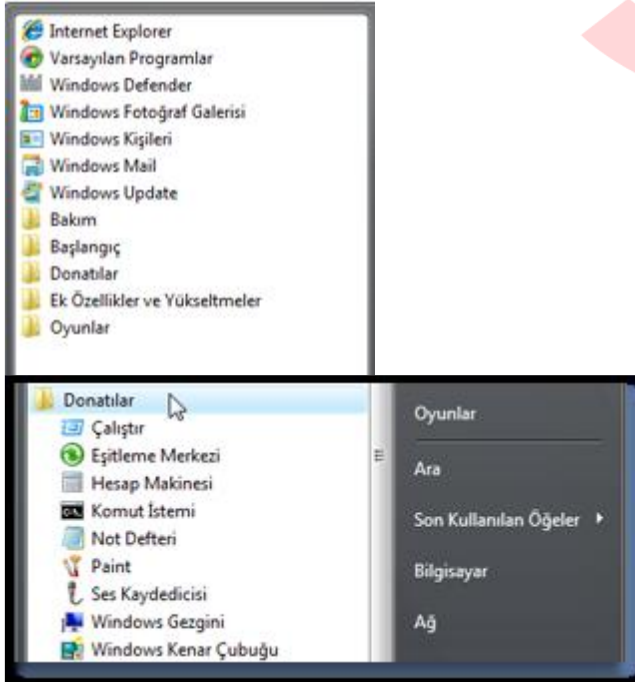 Internet Explorer
Varsayılan Programlar
Windows Defender
Windows Fotoğraf Galerisi
Windows Kişileri
Windows Mail
Windows Update
Bakım
Başlangıç
Donatılar
Ek Özellikler ve Yükseltmeler
Oyunlar
Donatılar
Çalıştır
Eşitleme Merkezi
Hesap Makinesi
Komut İstemi
Not Defteri
Paint
Ses Kaydedicisi
Windows Gezgini
Windows Kenar Çubuğu
Oyunlar
Ara
Son Kullanılan Öğeler
Bilgisayar
Ağ